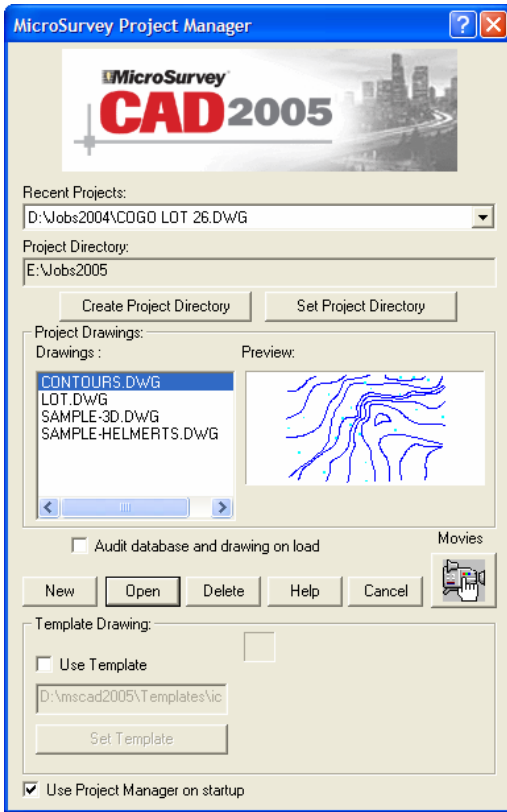 MicroSurvey Project Manager
MicroSurvey
CAD 2005
Recent Projects:
D:\Jobs2004\COGO LOT 26.DWG
Project Directory:
E:\Jobs2005
Create Project Directory Set Project Directory
Project Drawings:
Drawings : Preview:
CONTOURS.DWG
LOT.DWG
SAMPLE-3D.DWG
SAMPLE-HELMERTS.DWG
Audit database and drawing on load
Movies
New Open Delete Help Cancel
Template Drawing:
Use Template
D:\mscad2005\Templates\ic
Set Template
Use Project Manager on startup